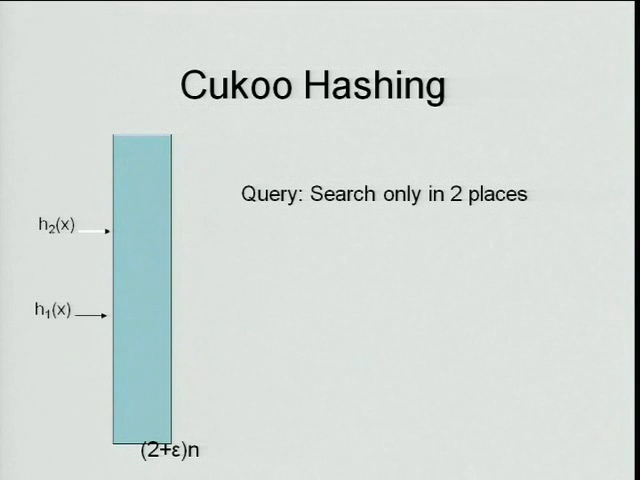 Cukoo Hashing
Query: Search only in 2 places
h₂(x)
h₁(x)
(2+ε)n